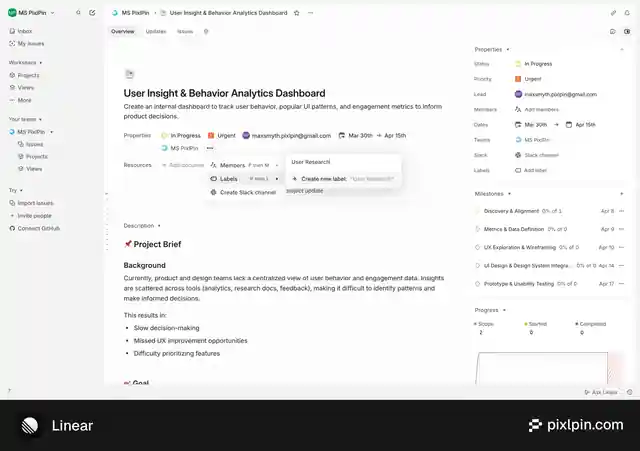 MS PixlPin
Inbox
My issues
Workspace
Projects
Views
More
Your teams
MS PixlPin
Issues
Projects
Views
Try
Import issues
Invite people
Connect GitHub
MS PixlPin › Projects › User Insight & Behavior Analytics Dashboard
Overview Updates Issues
User Insight & Behavior Analytics Dashboard
Create an internal dashboard to track user behavior, popular UI patterns, and engagement metrics to inform
product decisions.
Properties In Progress Urgent maxsmyth.pixlpin@gmail.com Mar 30th → Apr 15th
MS PixlPin
Resources
Members
Labels
Create Slack channel
User Research
Create new label: "User Research"
project update
Description
📌 Project Brief
Background
Currently, product and design teams lack a centralized view of user behavior and engagement data. Insights
are scattered across tools (analytics, research docs, feedback), making it difficult to identify patterns and
make informed decisions.
This results in:
• Slow decision-making
• Missed UX improvement opportunities
• Difficulty prioritizing features
Goal
Properties
Status In Progress
Priority Urgent
Lead maxsmyth.pixlpin@gmail.com
Members Add members
Dates Mar 30th → Apr 15th
Teams MS PixlPin
Slack Slack channel
Labels Add label
Milestones
Discovery & Alignment 0% of 1 Apr 8
Metrics & Data Definition 0% of 0 Apr 9
UX Exploration & Wireframing 0% of 0 Apr 10
UI Design & Design System Integra... 0% of 0 Apr 14
Prototype & Usability Testing 0% of 0 Apr 17
Progress
Scope Started Completed
2 0 0
Ask Linear
Linear
pixlpin.com